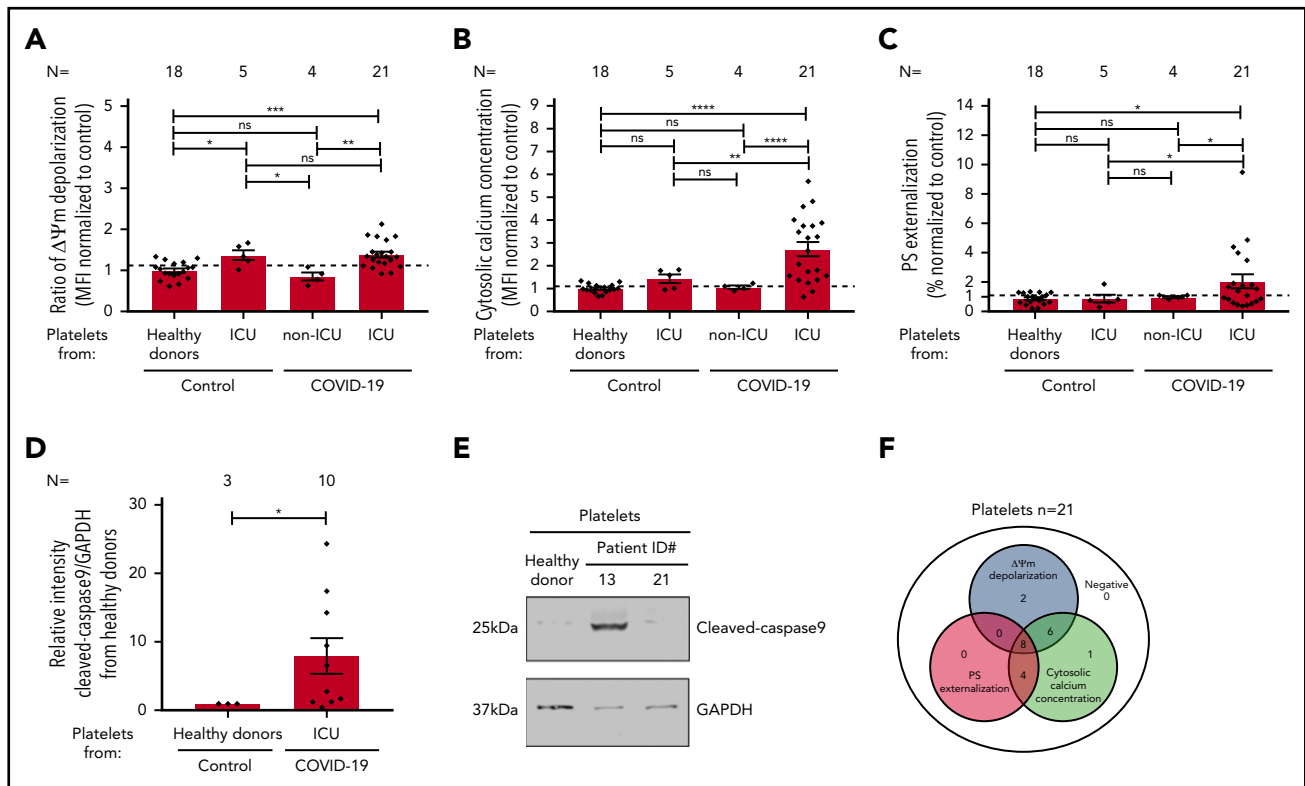 A
N= 18 5 4 21
Ratio of ΔΨm depolarization
(MFI normalized to control)
5
4
3
2
1
0
***
ns
* **
ns
*
Platelets
from:
Healthy
donors
ICU
non-ICU
ICU
Control
COVID-19
B
N= 18 5 4 21
Cytosolic calcium concentration
(MFI normalized to control)
9
8
7
6
5
4
3
2
1
0
****
ns
ns ****
**
ns
Platelets
from:
Healthy
donors
ICU
non-ICU
ICU
Control
COVID-19
C
N= 18 5 4 21
PS externalization
(% normalized to control)
14
12
10
8
6
4
2
1
0
*
ns
ns *
*
ns
Platelets
from:
Healthy
donors
ICU
non-ICU
ICU
Control
COVID-19
D
N= 3 10
Relative intensity
cleaved-caspase9/GAPDH
from healthy donors
30
20
10
0
*
Platelets
from:
Healthy donors
ICU
Control
COVID-19
E
Platelets
Healthy
donor
Patient ID#
13 21
25kDa
Cleaved-caspase9
37kDa
GAPDH
F
Platelets n=21
ΔΨm
depolarization
2
Negative
0
0
6
8
0
1
4
PS
externalization
Cytosolic
calcium
concentration